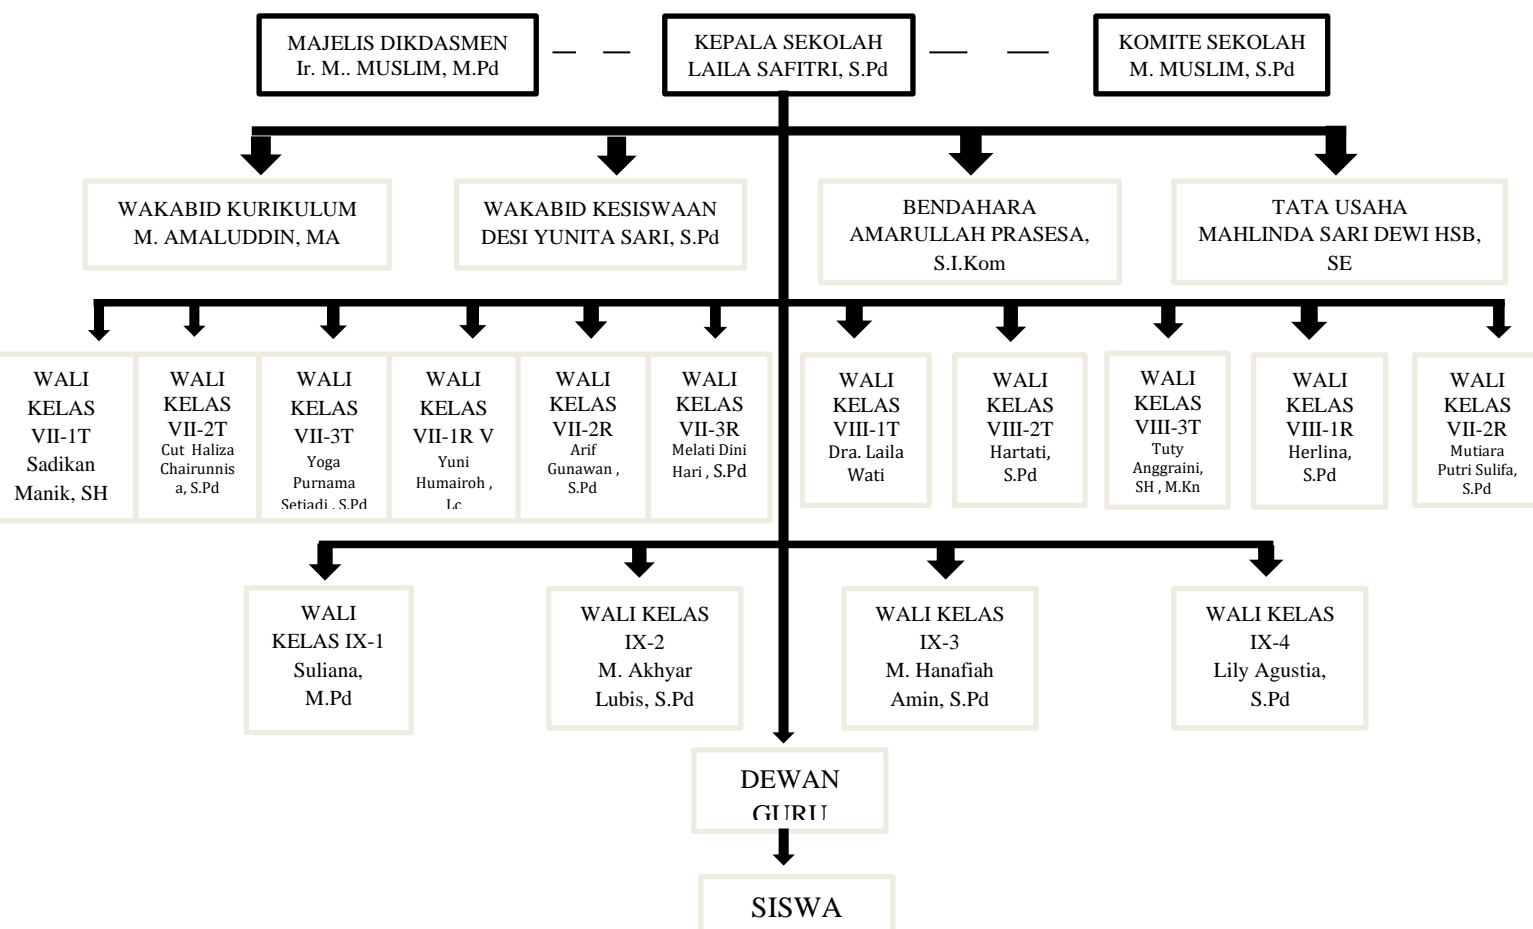 MAJELIS DIKDASMEN
Ir. M.. MUSLIM, M.Pd
KEPALA SEKOLAH
LAILA SAFITRI, S.Pd
KOMITE SEKOLAH
M. MUSLIM, S.Pd
WAKABID KURIKULUM
M. AMALUDDIN, MA
WAKABID KESISWAAN
DESI YUNITA SARI, S.Pd
BENDAHARA
AMARULLAH PRASESA,
S.I.Kom
TATA USAHA
MAHLINDA SARI DEWI HSB,
SE
WALI
KELAS
VII-1T
Sadikan
Manik, SH
WALI
KELAS
VII-2T
Cut Haliza
Chairunnis
a, S.Pd
WALI
KELAS
VII-3T
Yoga
Purnama
Setiadi , S.Pd
WALI
KELAS
VII-1R V
Yuni
Humairoh ,
Lc
WALI
KELAS
VII-2R
Arif
Gunawan ,
S.Pd
WALI
KELAS
VII-3R
Melati Dini
Hari , S.Pd
WALI
KELAS
VIII-1T
Dra. Laila
Wati
WALI
KELAS
VIII-2T
Hartati,
S.Pd
WALI
KELAS
VIII-3T
Tuty
Anggraini,
SH , M.Kn
WALI
KELAS
VIII-1R
Herlina,
S.Pd
WALI
KELAS
VII-2R
Mutiara
Putri Sulifa,
S.Pd
WALI
KELAS IX-1
Suliana,
M.Pd
WALI KELAS
IX-2
M. Akhyar
Lubis, S.Pd
WALI KELAS
IX-3
M. Hanafiah
Amin, S.Pd
WALI KELAS
IX-4
Lily Agustia,
S.Pd
DEWAN
GURU
SISWA